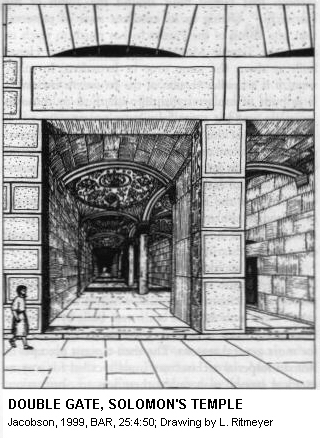 DOUBLE GATE, SOLOMON'S TEMPLE
Jacobson, 1999, BAR, 25:4:50; Drawing by L. Ritmeyer